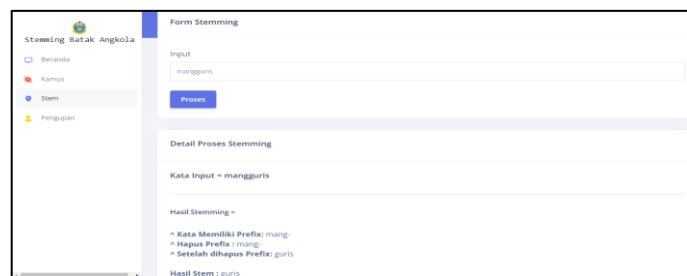 Stemming Batak Angkola
Beranda
Kamus
Stem
Pengujian
Form Stemming
Input
mangguris
Proses
Detail Proses Stemming
Kata Input = mangguris
Hasil Stemming =
^ Kata Memiliki Prefix: mang-
^ Hapus Prefix : mang-
^ Setelah dihapus Prefix: guris
Hasil Stem : guris